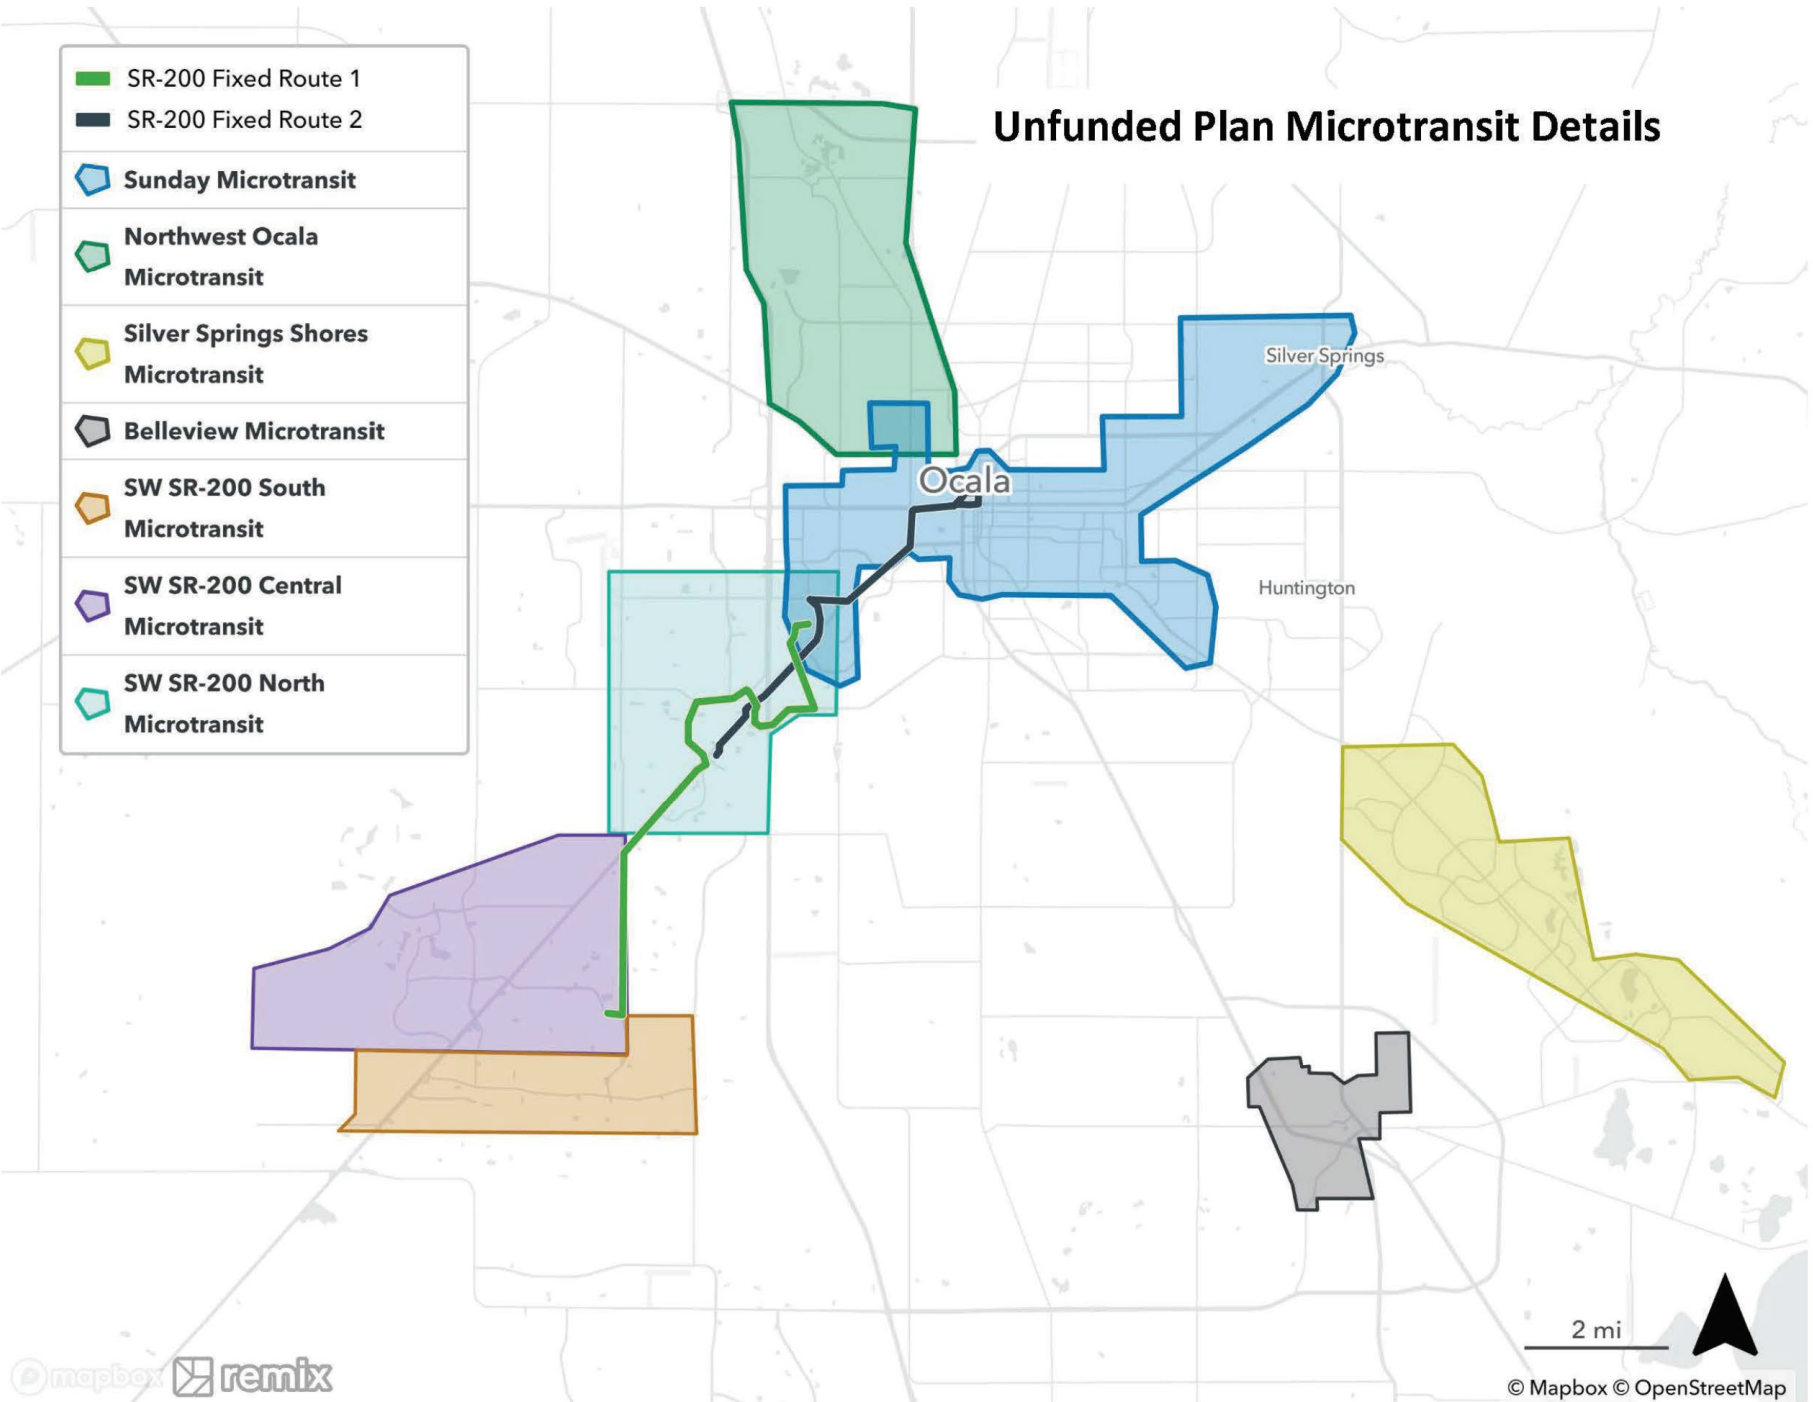 SR-200 Fixed Route 1
SR-200 Fixed Route 2
Sunday Microtransit
Northwest Ocala
Microtransit
Silver Springs Shores
Microtransit
Belleview Microtransit
SW SR-200 South
Microtransit
SW SR-200 Central
Microtransit
SW SR-200 North
Microtransit
Unfunded Plan Microtransit Details
Silver Springs
Ocala
Huntington
2 mi
mapbox remix
© Mapbox © OpenStreetMap